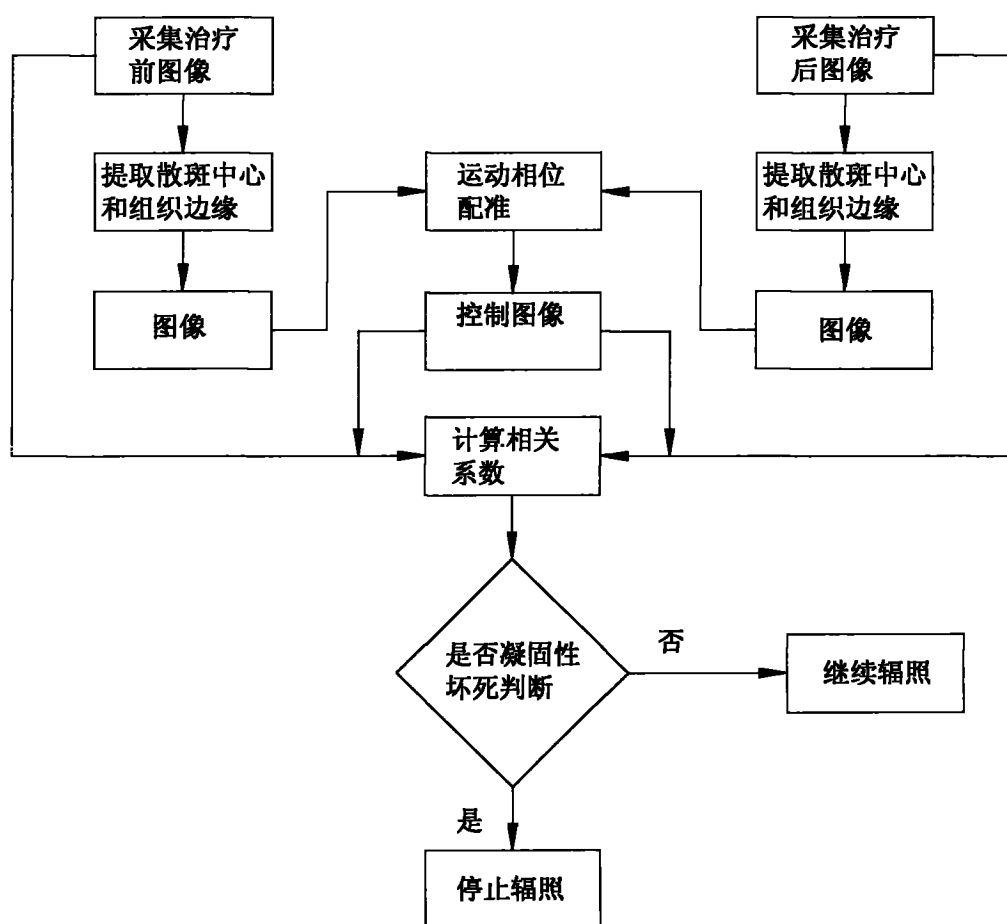 采集治疗
前图像
采集治疗
后图像
提取散斑中心
和组织边缘
运动相位
配准
提取散斑中心
和组织边缘
图像
控制图像
图像
计算相关
系数
是否凝固性
坏死判断
否
继续辐照
是
停止辐照